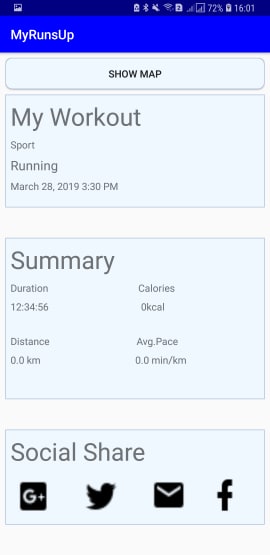 72% 16:01
MyRunsUp
SHOW MAP
My Workout
Sport
Running
March 28, 2019 3:30 PM
Summary
Duration Calories
12:34:56 0kcal
Distance Avg.Pace
0.0 km 0.0 min/km
Social Share
G+